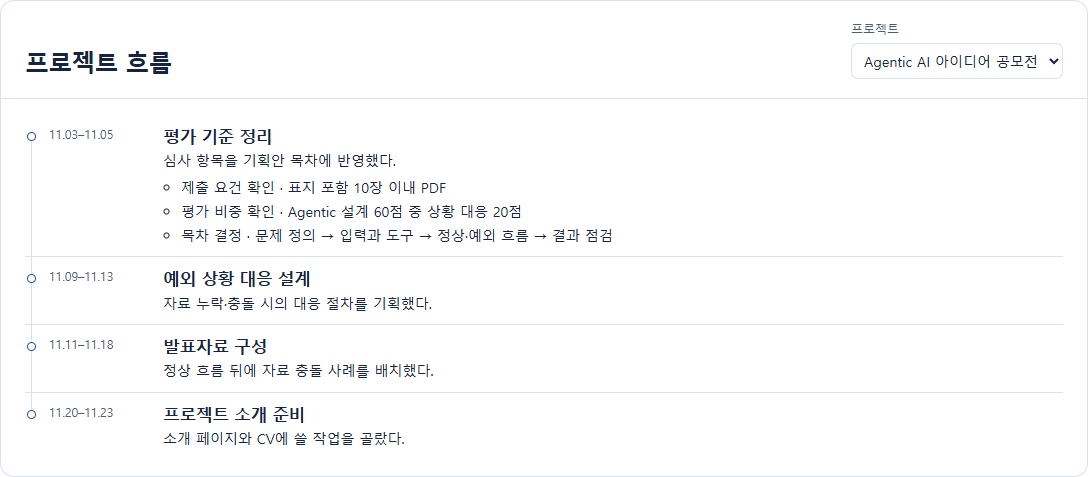 프로젝트 흐름
프로젝트
Agentic AI 아이디어 공모전
11.03–11.05
평가 기준 정리
심사 항목을 기획안 목차에 반영했다.
제출 요건 확인 · 표지 포함 10장 이내 PDF
평가 비중 확인 · Agentic 설계 60점 중 상황 대응 20점
목차 결정 · 문제 정의 → 입력과 도구 → 정상·예외 흐름 → 결과 점검
11.09–11.13
예외 상황 대응 설계
자료 누락·충돌 시의 대응 절차를 기획했다.
11.11–11.18
발표자료 구성
정상 흐름 뒤에 자료 충돌 사례를 배치했다.
11.20–11.23
프로젝트 소개 준비
소개 페이지와 CV에 쓸 작업을 골랐다.